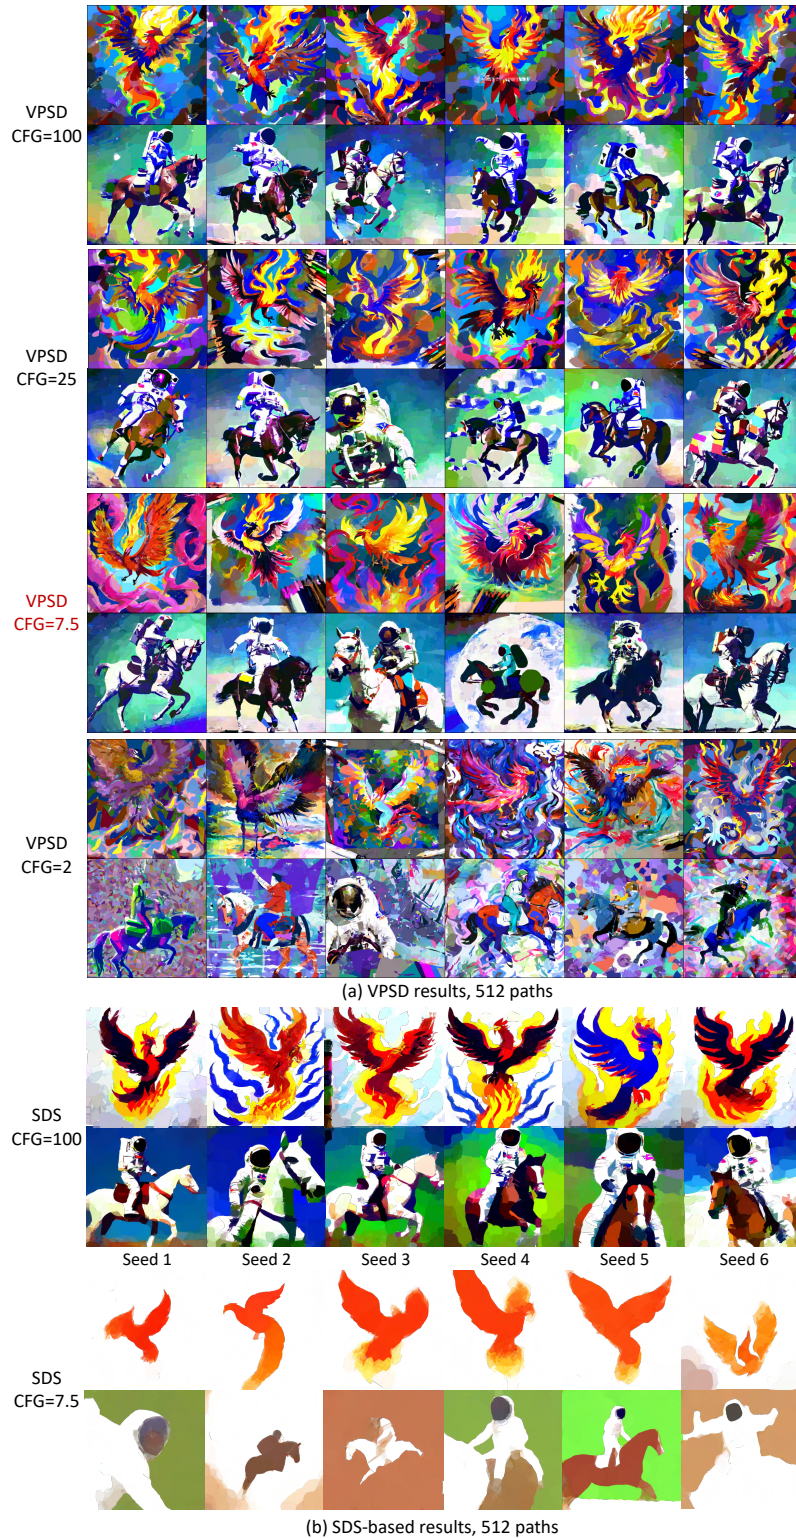 VPSD
CFG=100
VPSD
CFG=25
VPSD
CFG=7.5
VPSD
CFG=2
(a) VPSD results, 512 paths
SDS
CFG=100
Seed 1 Seed 2 Seed 3 Seed 4 Seed 5 Seed 6
SDS
CFG=7.5
(b) SDS-based results, 512 paths